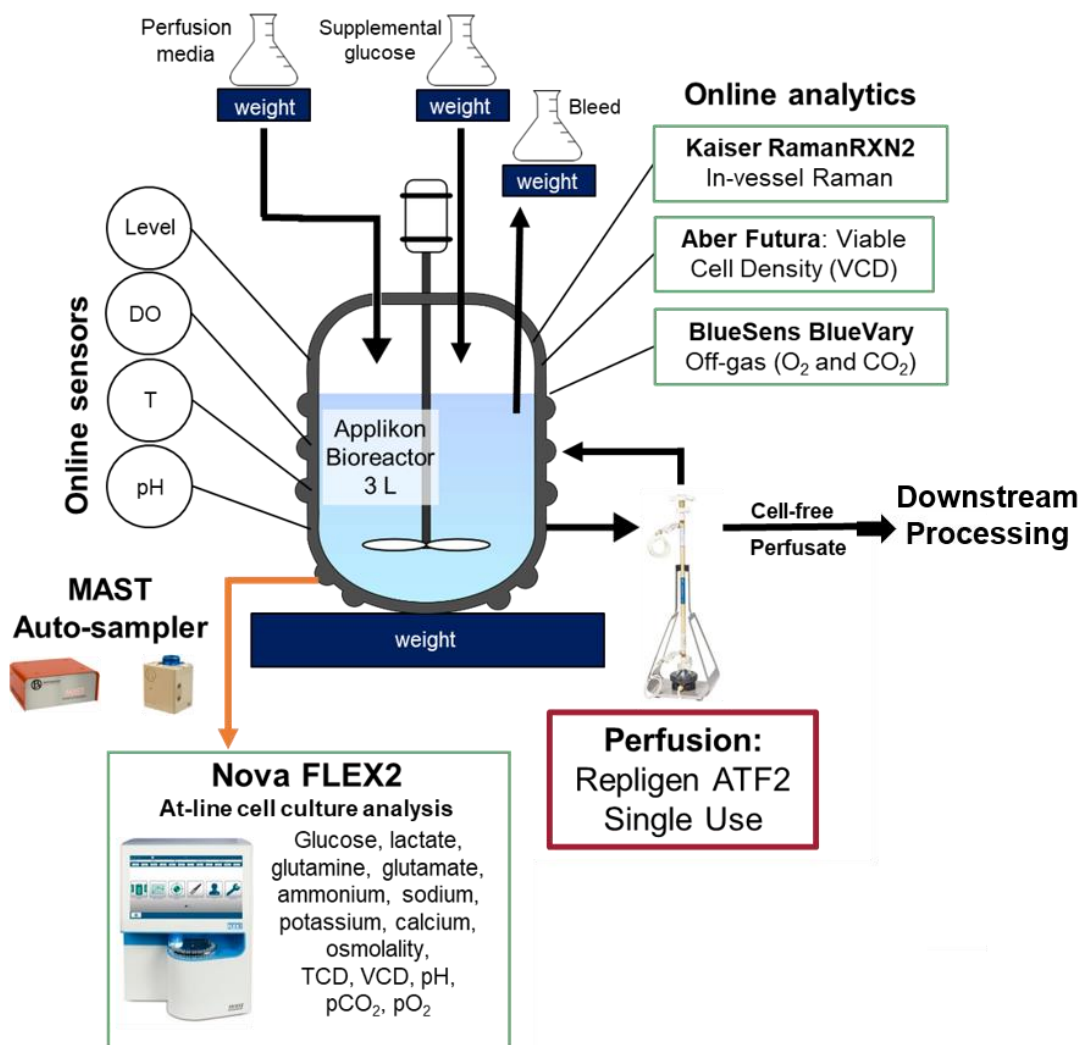 Perfusion
media
weight
Supplemental
glucose
weight
Bleed
weight
Online analytics
Kaiser RamanRXN2
In-vessel Raman
Aber Futura: Viable
Cell Density (VCD)
BlueSens BlueVary
Off-gas (O₂ and CO₂)
Online sensors
Level
DO
T
pH
Applikon
Bioreactor
3 L
weight
Cell-free
Perfusate
Downstream
Processing
MAST
Auto-sampler
MAST
Perfusion:
Repligen ATF2
Single Use
Nova FLEX2
At-line cell culture analysis
Glucose, lactate,
glutamine, glutamate,
ammonium, sodium,
potassium, calcium,
osmolality,
TCD, VCD, pH,
pCO₂, pO₂